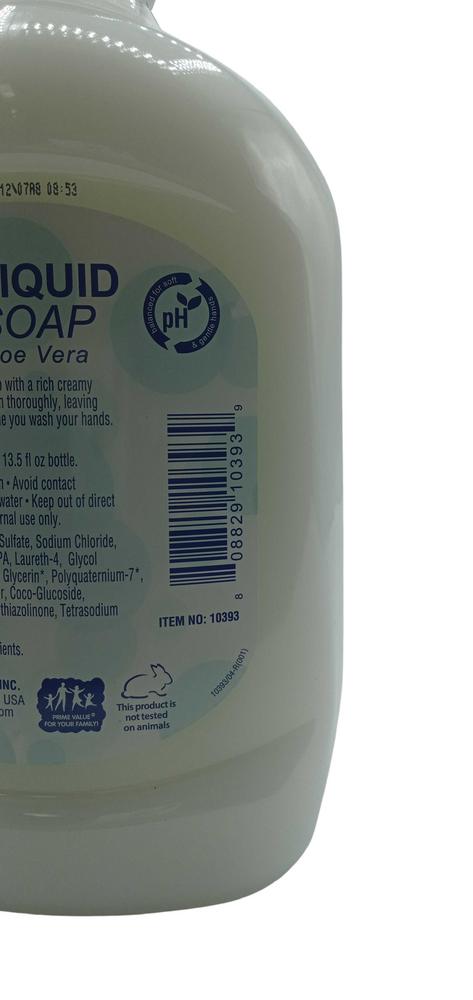 12\07A8 08:53
IQUID
SOAP
oe Vera
balanced for soft
& gentle hands
pH
with a rich creamy
thoroughly, leaving
you wash your hands.
13.5 fl oz bottle.
• Avoid contact
water • Keep out of direct
use only.
Sulfate, Sodium Chloride,
PA, Laureth-4, Glycol
Glycerin*, Polyquaternium-7*,
r, Coco-Glucoside,
thiazolinone, Tetrasodium
ients.
8 08829 10393 9
ITEM NO: 10393
10393/04-R(001)
INC.
USA
om
PRIME VALUE®
FOR YOUR FAMILY!
This product is
not tested
on animals